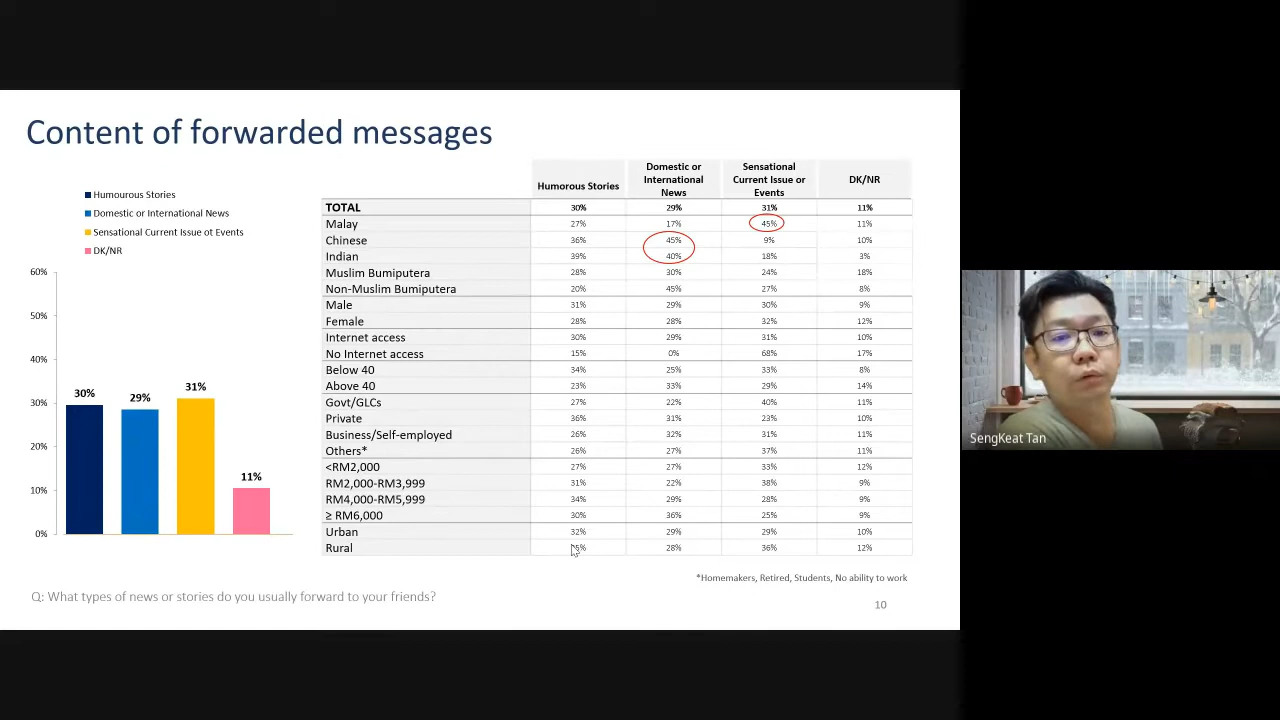 Content of forwarded messages
Humourous Stories
Domestic or International News
Sensational Current Issue ot Events
DK/NR
60%
50%
40%
30%
20%
10%
0%
30%
29%
31%
11%
Humorous Stories
Domestic or International News
Sensational Current Issue or Events
DK/NR
TOTAL 30% 29% 31% 11%
Malay 27% 17% 45% 11%
Chinese 36% 45% 9% 10%
Indian 39% 40% 18% 3%
Muslim Bumiputera 28% 30% 24% 18%
Non-Muslim Bumiputera 20% 45% 27% 8%
Male 31% 29% 30% 9%
Female 28% 28% 32% 12%
Internet access 30% 29% 31% 11%
No Internet access 15% 0% 68% 17%
Below 40 34% 25% 33% 8%
Above 40 23% 33% 29% 14%
Govt/GLCs 27% 22% 40% 11%
Private 36% 31% 23% 10%
Business/Self-employed 26% 32% 31% 11%
Others* 26% 27% 37% 11%
<RM2,000 27% 27% 33% 12%
RM2,000-RM3,999 31% 22% 38% 9%
RM4,000-RM5,999 34% 29% 28% 9%
≥ RM6,000 30% 36% 25% 9%
Urban 32% 29% 29% 10%
Rural 28% 36% 12%
*Homemakers, Retired, Students, No ability to work
Q: What types of news or stories do you usually forward to your friends?
10
SengKeat Tan